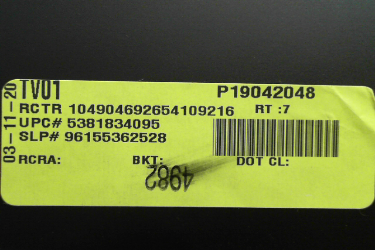 TV01
P19042048
RCTR 104904692654109216 RT :7
UPC# 5381834095
SLP# 96155362528
RCRA: BKT: DOT CL:
4982
03-11-20